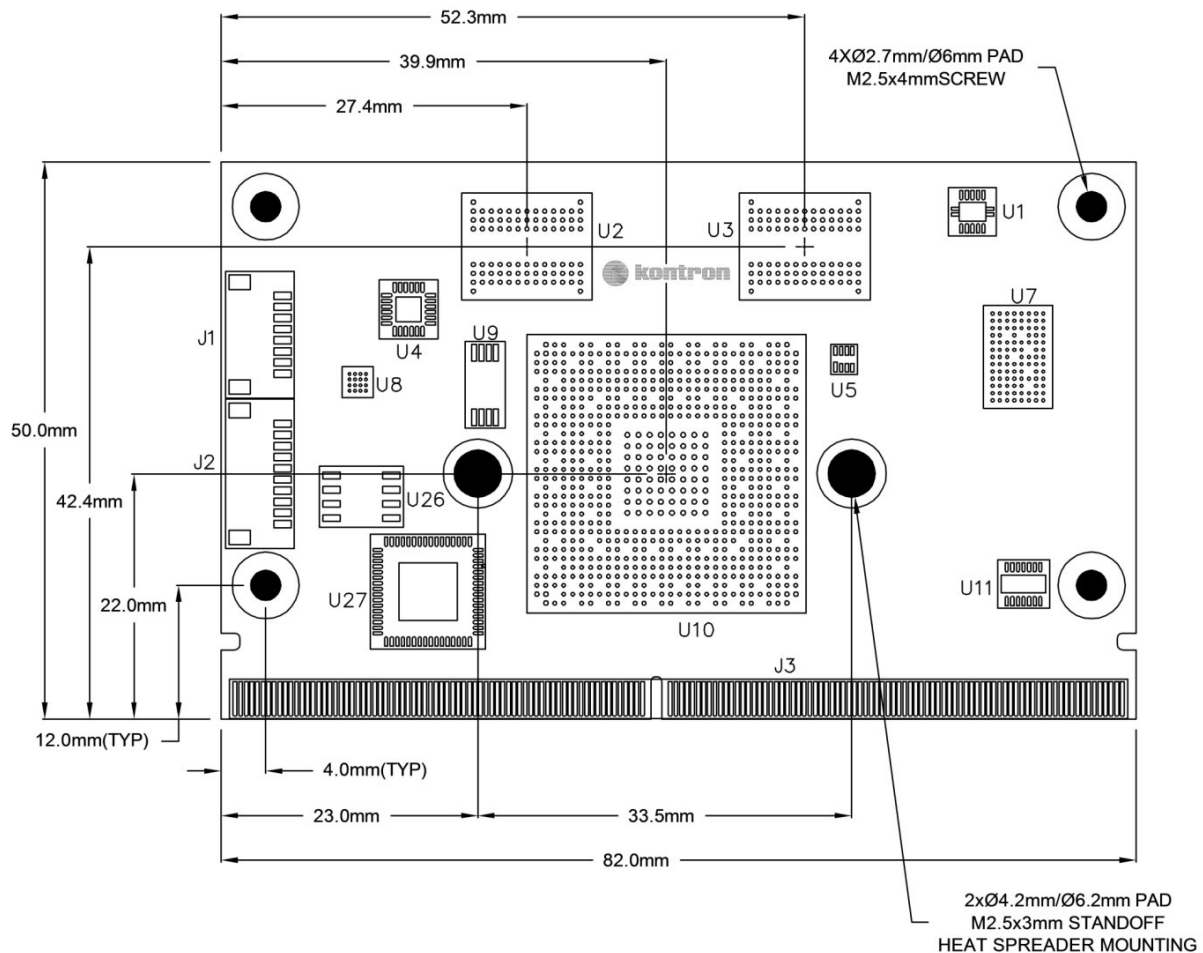 52.3mm
39.9mm
27.4mm
4XØ2.7mm/Ø6mm PAD
M2.5x4mmSCREW
U2
U3
U1
kontron
J1
U4
U9
U8
U5
U7
50.0mm
J2
42.4mm
U26
22.0mm
U27
U10
U11
J3
12.0mm(TYP)
4.0mm(TYP)
23.0mm
33.5mm
82.0mm
2xØ4.2mm/Ø6.2mm PAD
M2.5x3mm STANDOFF
HEAT SPREADER MOUNTING